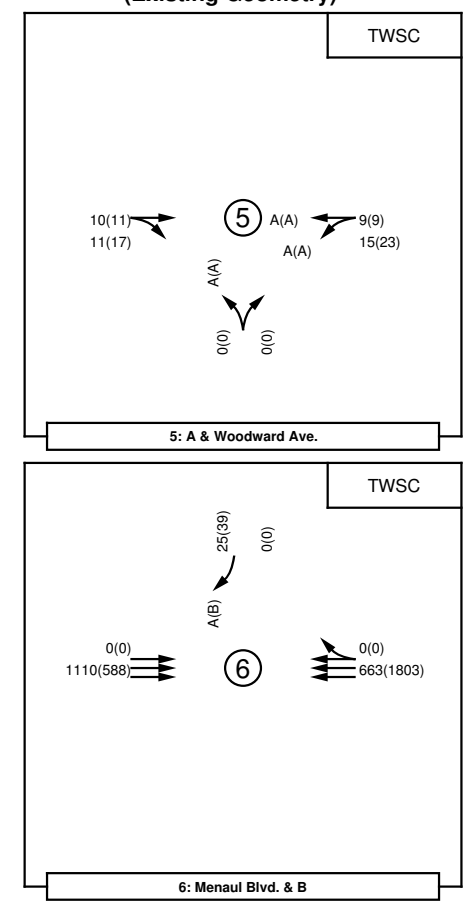 (Existing Geometry)
TWSC
10(11)
11(17)
5
A(A)
A(A)
9(9)
15(23)
A(A)
0(0)
0(0)
5: A & Woodward Ave.
TWSC
25(39)
0(0)
A(B)
0(0)
1110(588)
6
0(0)
663(1803)
6: Menaul Blvd. & B